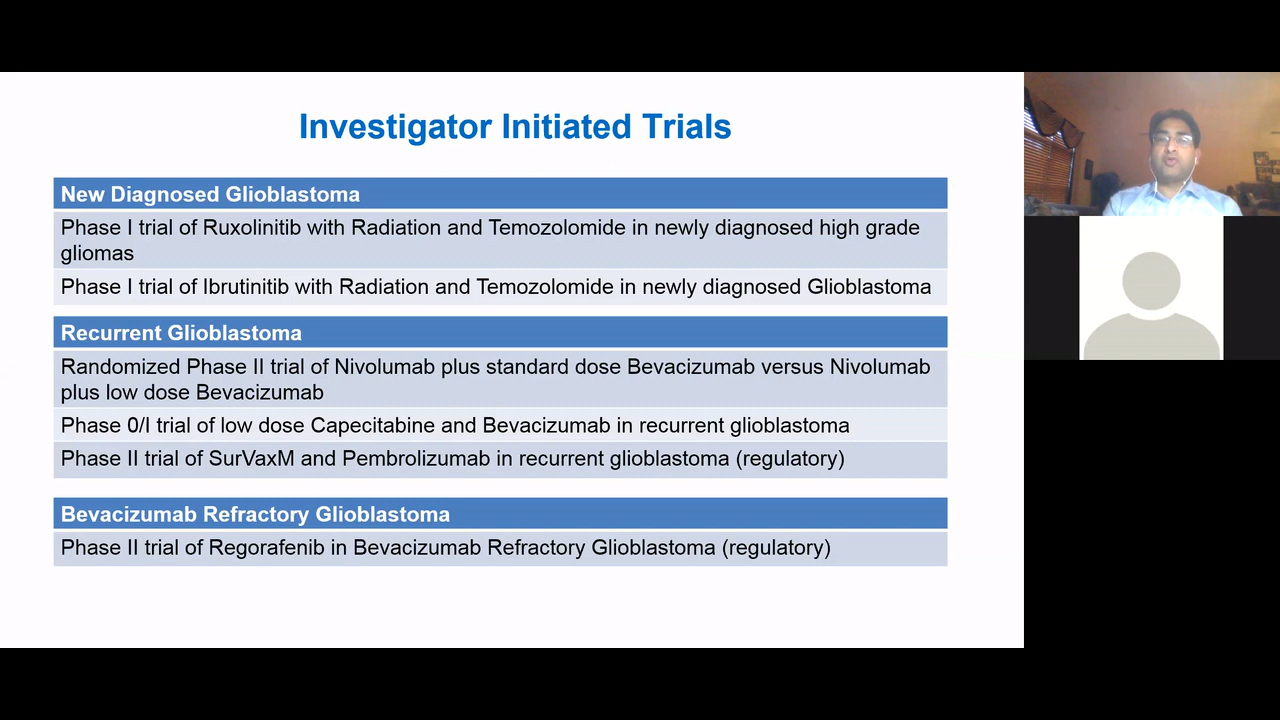 Investigator Initiated Trials
New Diagnosed Glioblastoma
Phase I trial of Ruxolinitib with Radiation and Temozolomide in newly diagnosed high grade
gliomas
Phase I trial of Ibrutinitib with Radiation and Temozolomide in newly diagnosed Glioblastoma
Recurrent Glioblastoma
Randomized Phase II trial of Nivolumab plus standard dose Bevacizumab versus Nivolumab
plus low dose Bevacizumab
Phase 0/I trial of low dose Capecitabine and Bevacizumab in recurrent glioblastoma
Phase II trial of SurVaxM and Pembrolizumab in recurrent glioblastoma (regulatory)
Bevacizumab Refractory Glioblastoma
Phase II trial of Regorafenib in Bevacizumab Refractory Glioblastoma (regulatory)